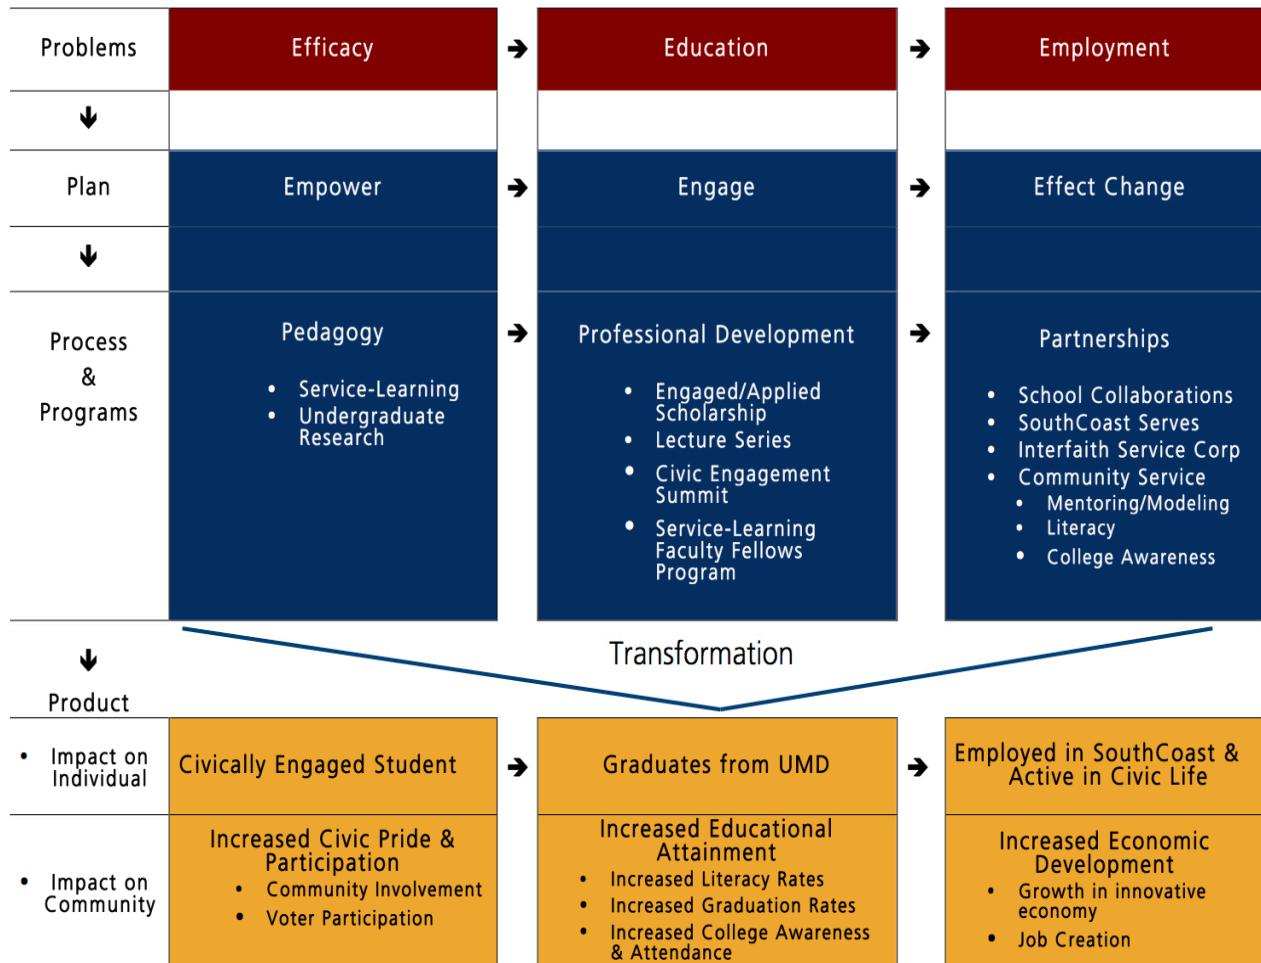 Problems
Efficacy
Education
Employment
Plan
Empower
Engage
Effect Change
Process
&
Programs
Pedagogy
• Service-Learning
• Undergraduate
Research
Professional Development
• Engaged/Applied
Scholarship
• Lecture Series
• Civic Engagement
Summit
• Service-Learning
Faculty Fellows
Program
Partnerships
• School Collaborations
• SouthCoast Serves
• Interfaith Service Corp
• Community Service
• Mentoring/Modeling
• Literacy
• College Awareness
Transformation
Product
• Impact on
Individual
Civically Engaged Student
Graduates from UMD
Employed in SouthCoast &
Active in Civic Life
• Impact on
Community
Increased Civic Pride &
Participation
• Community Involvement
• Voter Participation
Increased Educational
Attainment
• Increased Literacy Rates
• Increased Graduation Rates
• Increased College Awareness
& Attendance
Increased Economic
Development
• Growth in innovative
economy
• Job Creation